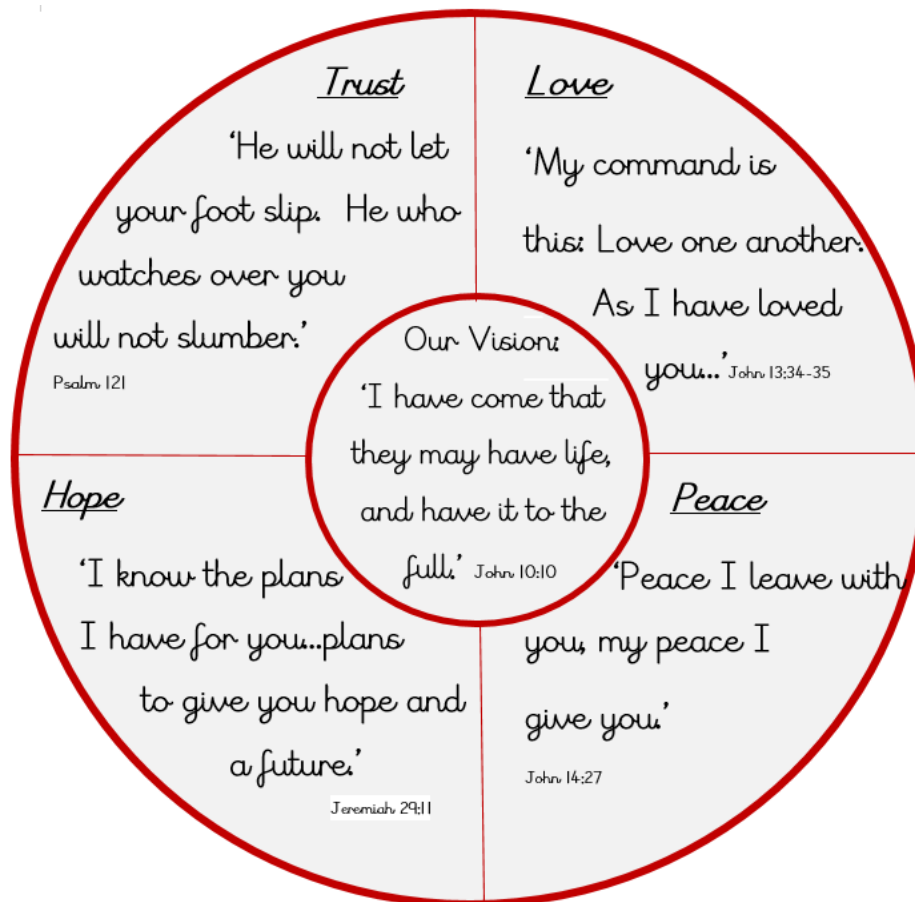 Trust
'He will not let
your foot slip.  He who
watches over you
will not slumber.'
Psalm 121
Love
'My command is
this: Love one another.
As I have loved
you...' John 13:34-35
Our Vision:
'I have come that
they may have life,
and have it to the
full.' John 10:10
Hope
'I know the plans
I have for you...plans
to give you hope and
a future.'
Jeremiah 29:11
Peace
'Peace I leave with
you, my peace I
give you.'
John 14:27